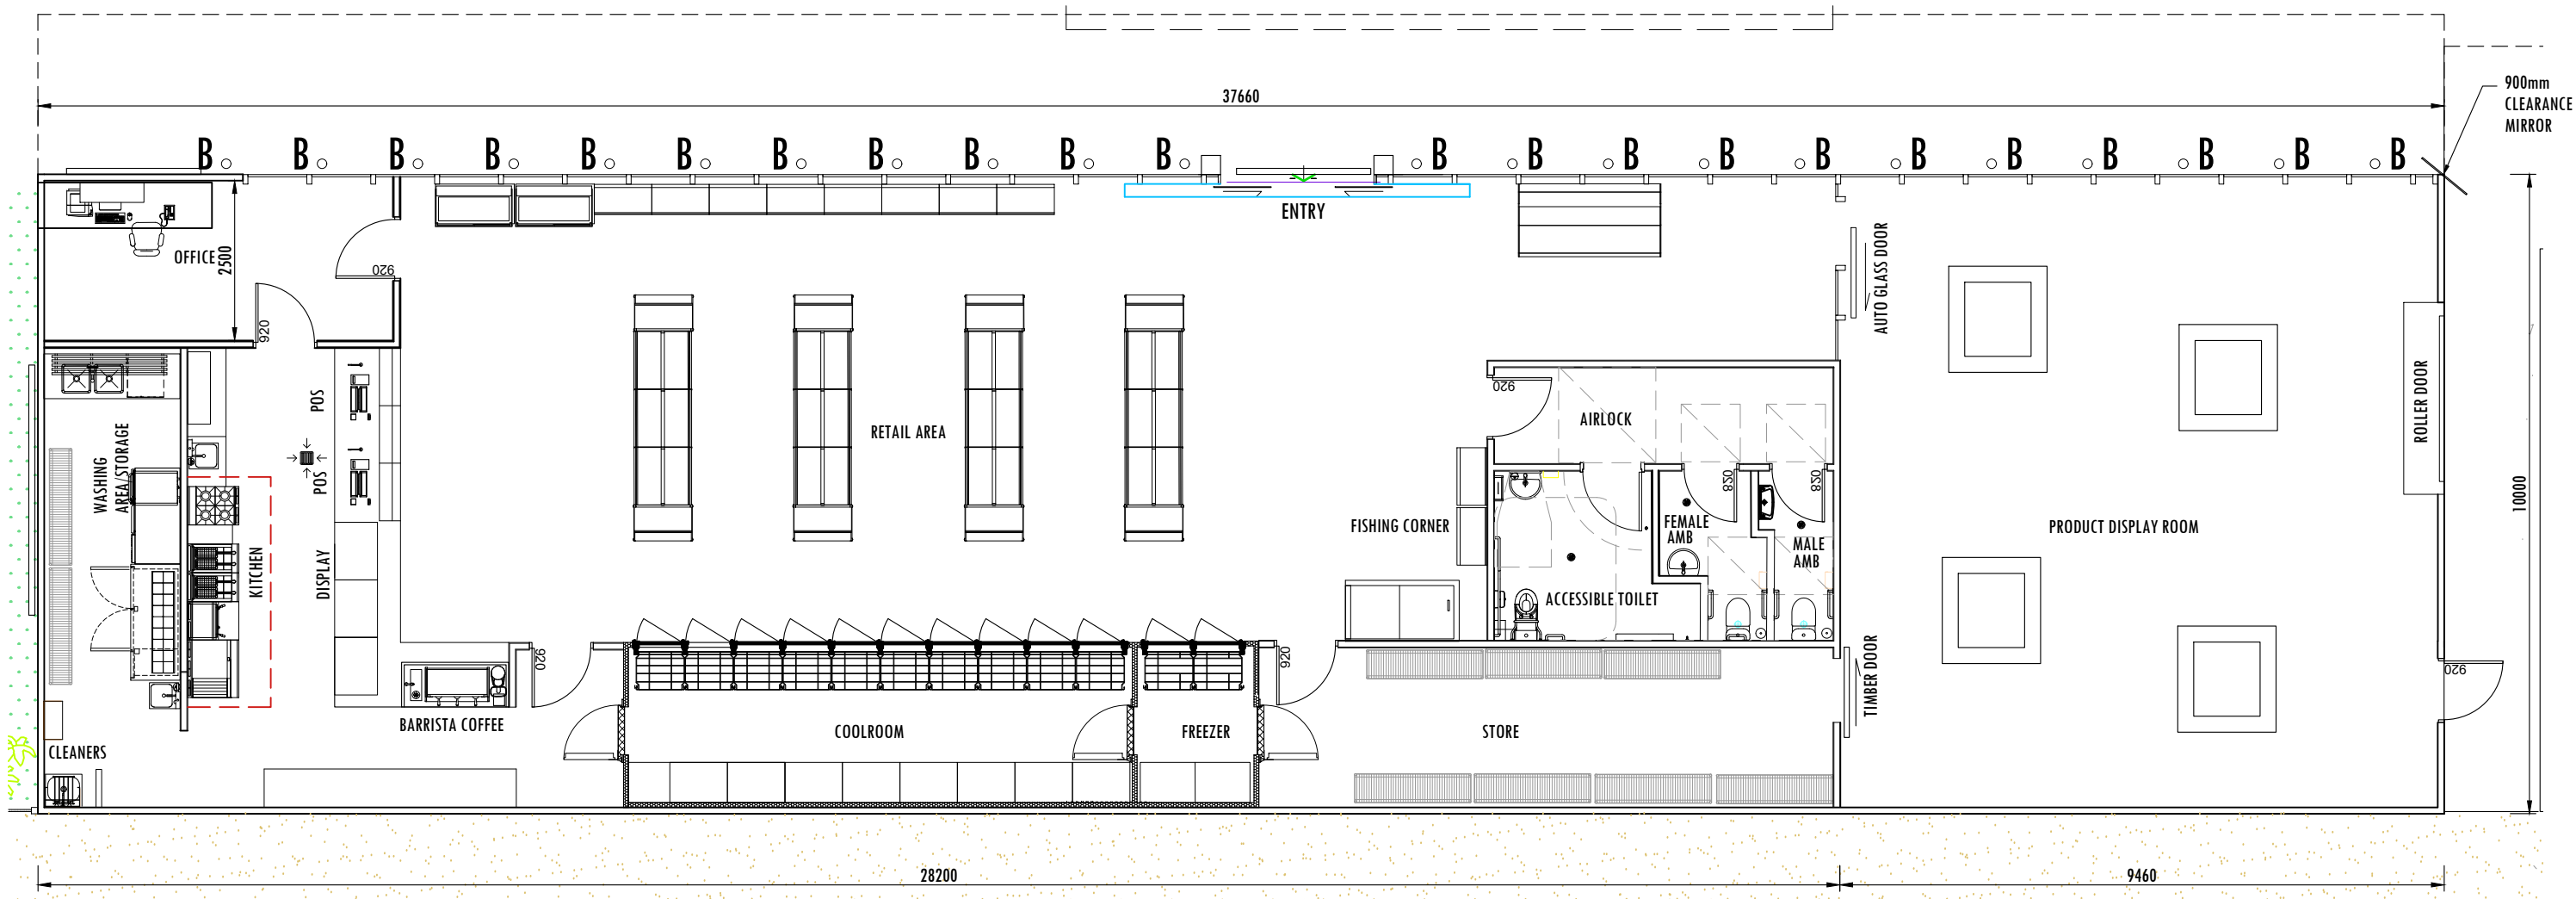 37660
900mm
CLEARANCE
MIRROR
B B B B B B B B B B B B B B B B B B B B B B
ENTRY
OFFICE
2500
920
920
AUTO GLASS DOOR
POS
POS
WASHING
AREA/STORAGE
KITCHEN
DISPLAY
RETAIL AREA
920
AIRLOCK
820
820
FISHING CORNER
FEMALE
AMB
MALE
AMB
ACCESSIBLE TOILET
PRODUCT DISPLAY ROOM
ROLLER DOOR
10000
920
920
920
TIMBER DOOR
BARRISTA COFFEE
COOLROOM
FREEZER
STORE
CLEANERS
28200
9460